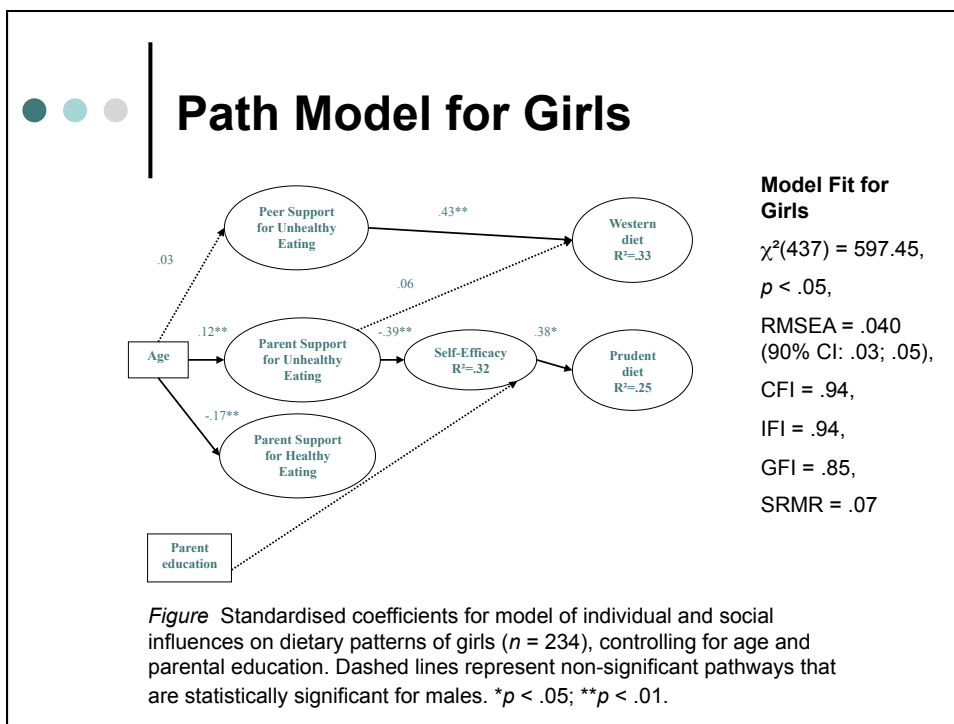 Path Model for Girls
Peer Support
for Unhealthy
Eating
.43**
Western
diet
R²=.33
.03
.06
Age
.12**
Parent Support
for Unhealthy
Eating
-.39**
Self-Efficacy
R²=.32
.38*
Prudent
diet
R²=.25
-.17**
Parent Support
for Healthy
Eating
Parent
education
Model Fit for
Girls
χ²(437) = 597.45,
p < .05,
RMSEA = .040
(90% CI: .03; .05),
CFI = .94,
IFI = .94,
GFI = .85,
SRMR = .07
Figure Standardised coefficients for model of individual and social
influences on dietary patterns of girls (n = 234), controlling for age and
parental education. Dashed lines represent non-significant pathways that
are statistically significant for males. *p < .05; **p < .01.